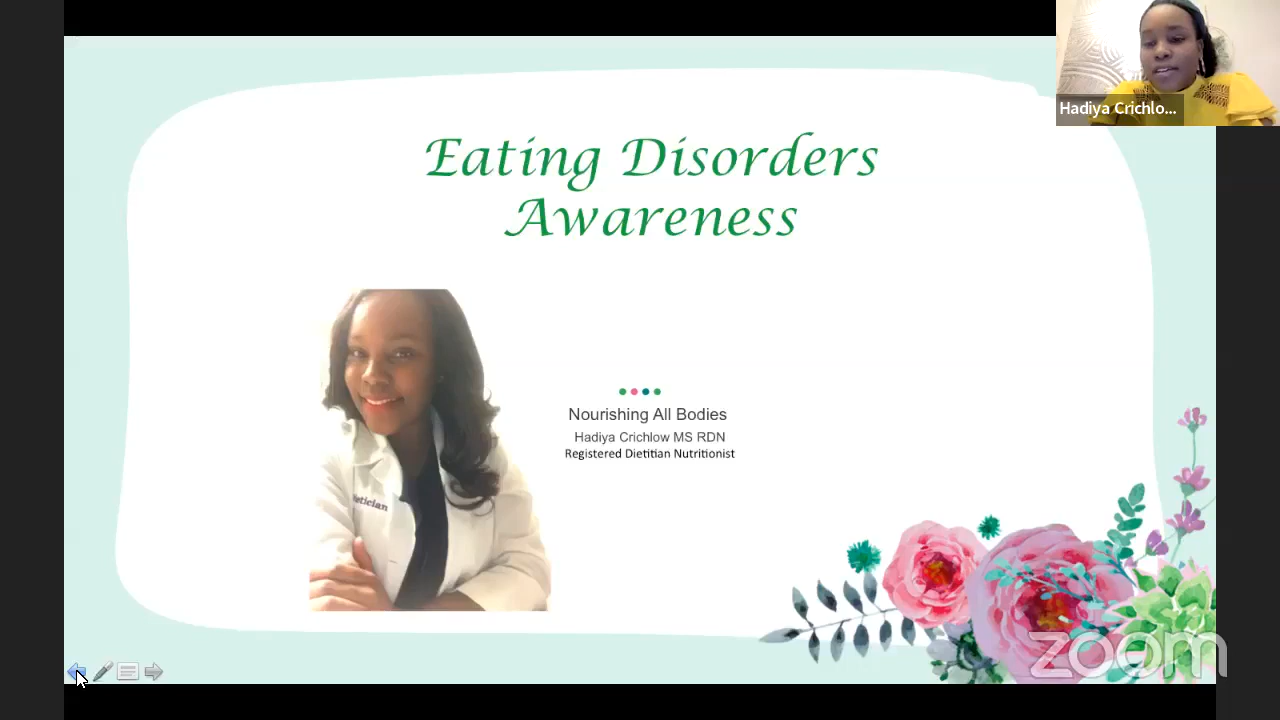 Hadiya Crichlo...
Eating Disorders
Awareness
Nourishing All Bodies
Hadiya Crichlow MS RDN
Registered Dietitian Nutritionist
zoom